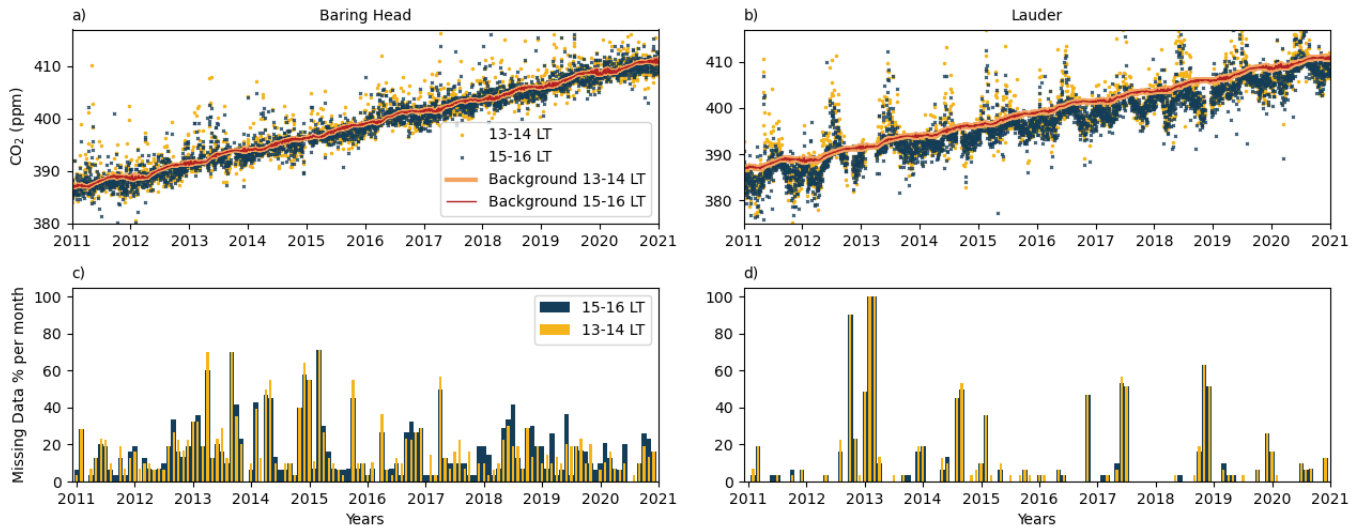 a)
Baring Head
b)
Lauder
CO₂ (ppm)
410
400
390
380
13-14 LT
15-16 LT
Background 13-14 LT
Background 15-16 LT
2011 2012 2013 2014 2015 2016 2017 2018 2019 2020 2021
410
400
390
380
2011 2012 2013 2014 2015 2016 2017 2018 2019 2020 2021
c)
Missing Data % per month
100
80
60
40
20
0
15-16 LT
13-14 LT
2011 2012 2013 2014 2015 2016 2017 2018 2019 2020 2021
Years
d)
100
80
60
40
20
0
2011 2012 2013 2014 2015 2016 2017 2018 2019 2020 2021
Years